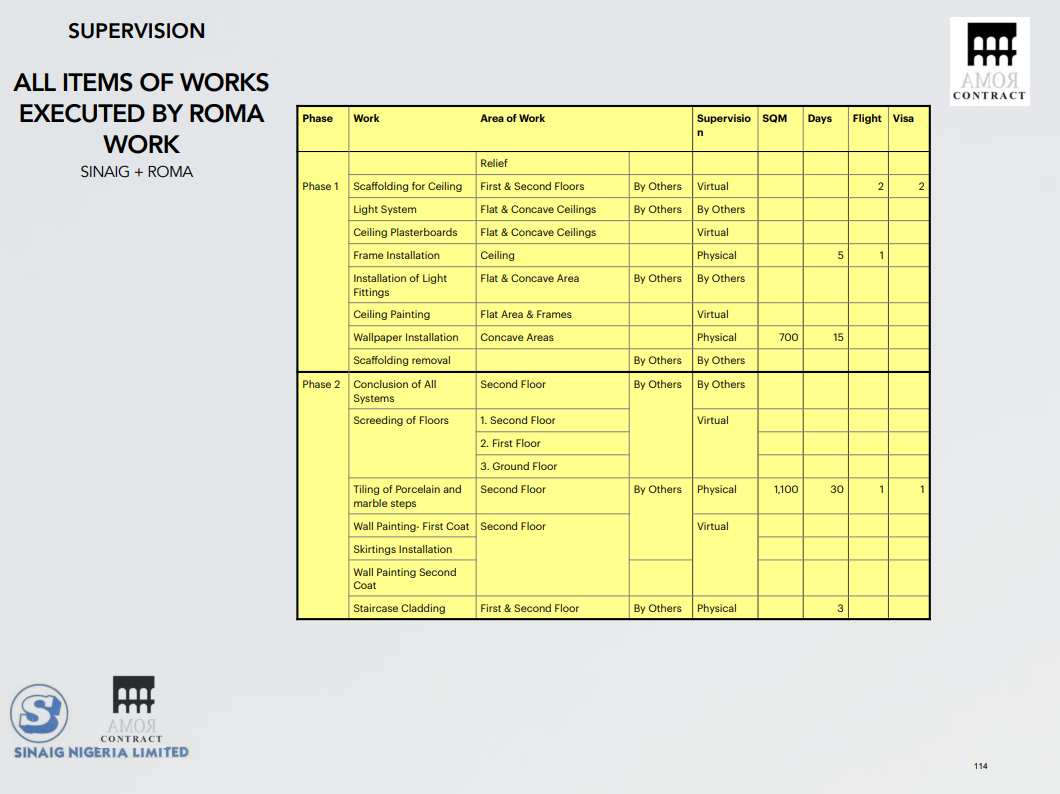 SUPERVISION
ALL ITEMS OF WORKS
EXECUTED BY ROMA
WORK
SINAIG + ROMA
AMOЯ
CONTRACT
Phase Work Area of Work Supervisio SQM Days Flight Visa
n
Relief
Phase 1 Scaffolding for Ceiling First & Second Floors By Others Virtual 2 2
Light System Flat & Concave Ceilings By Others By Others
Ceiling Plasterboards Flat & Concave Ceilings Virtual
Frame Installation Ceiling Physical 5 1
Installation of Light Flat & Concave Area By Others By Others
Fittings
Ceiling Painting Flat Area & Frames Virtual
Wallpaper Installation Concave Areas Physical 700 15
Scaffolding removal By Others By Others
Phase 2 Conclusion of All Second Floor By Others By Others
Systems
Screeding of Floors 1. Second Floor Virtual
2. First Floor
3. Ground Floor
Tiling of Porcelain and Second Floor By Others Physical 1,100 30 1 1
marble steps
Wall Painting- First Coat Second Floor Virtual
Skirtings Installation
Wall Painting Second
Coat
Staircase Cladding First & Second Floor By Others Physical 3
S
AMOЯ
CONTRACT
SINAIG NIGERIA LIMITED
114